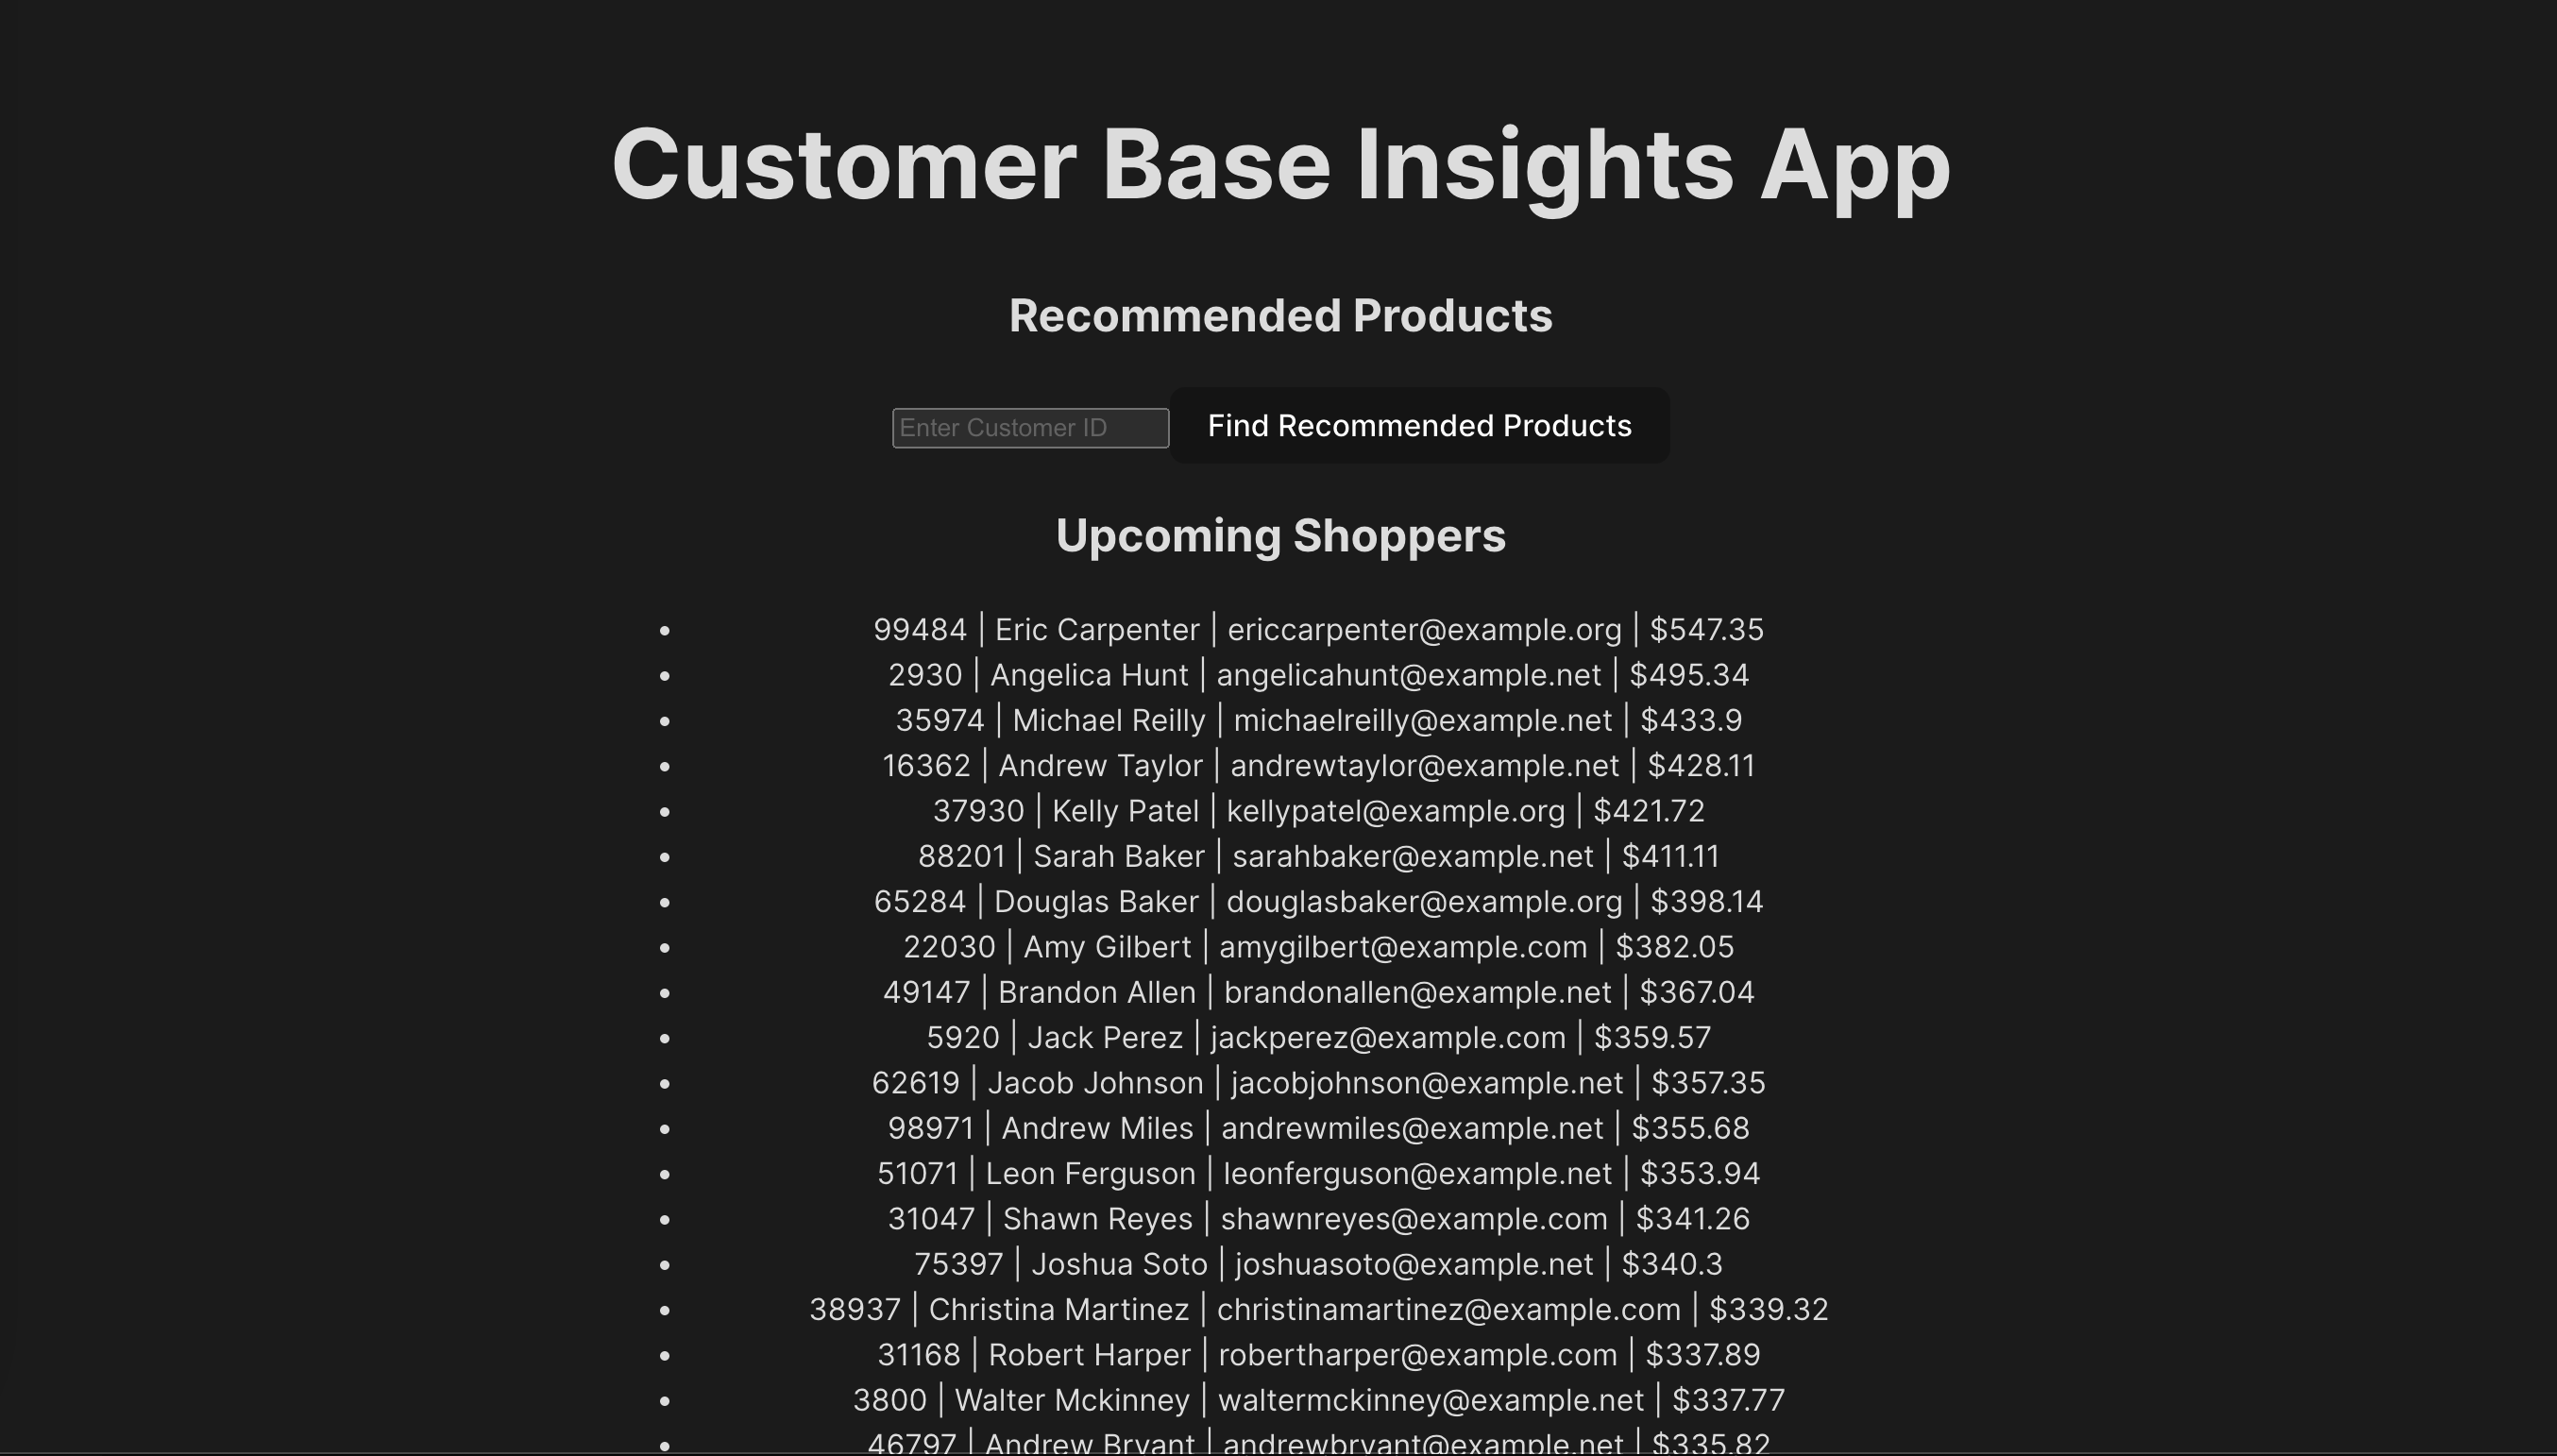 Customer Base Insights App
Recommended Products
Enter Customer ID Find Recommended Products
Upcoming Shoppers
• 99484 | Eric Carpenter | ericcarpenter@example.org | $547.35
• 2930 | Angelica Hunt | angelicahunt@example.net | $495.34
• 35974 | Michael Reilly | michaelreilly@example.net | $433.9
• 16362 | Andrew Taylor | andrewtaylor@example.net | $428.11
• 37930 | Kelly Patel | kellypatel@example.org | $421.72
• 88201 | Sarah Baker | sarahbaker@example.net | $411.11
• 65284 | Douglas Baker | douglasbaker@example.org | $398.14
• 22030 | Amy Gilbert | amygilbert@example.com | $382.05
• 49147 | Brandon Allen | brandonallen@example.net | $367.04
• 5920 | Jack Perez | jackperez@example.com | $359.57
• 62619 | Jacob Johnson | jacobjohnson@example.net | $357.35
• 98971 | Andrew Miles | andrewmiles@example.net | $355.68
• 51071 | Leon Ferguson | leonferguson@example.net | $353.94
• 31047 | Shawn Reyes | shawnreyes@example.com | $341.26
• 75397 | Joshua Soto | joshuasoto@example.net | $340.3
• 38937 | Christina Martinez | christinamartinez@example.com | $339.32
• 31168 | Robert Harper | robertharper@example.com | $337.89
• 3800 | Walter Mckinney | waltermckinney@example.net | $337.77
• 46797 | Andrew Bryant | andrewbryant@example.net | $335.82